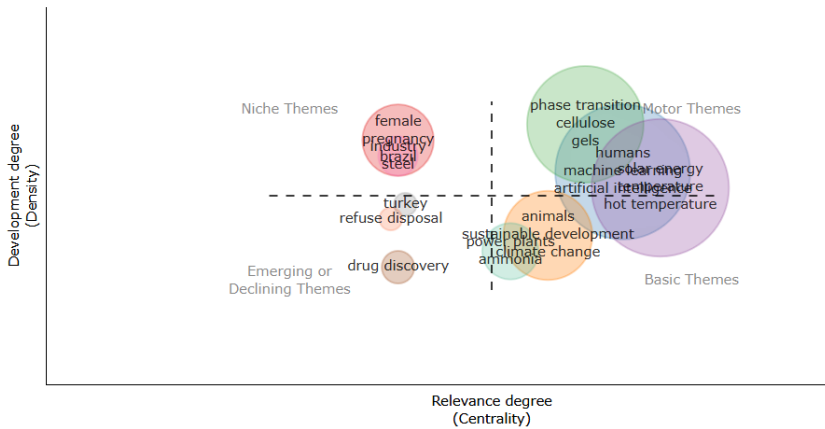 Niche Themes
Motor Themes
phase transition
cellulose
gels
female
pregnancy
brazil
industry
steel
humans
machine learning
artificial intelligence
solar energy
temperature
hot temperature
turkey
refuse disposal
animals
sustainable development
climate change
power plants
ammonia
drug discovery
Emerging or
Declining Themes
Basic Themes
Development degree
(Density)
Relevance degree
(Centrality)